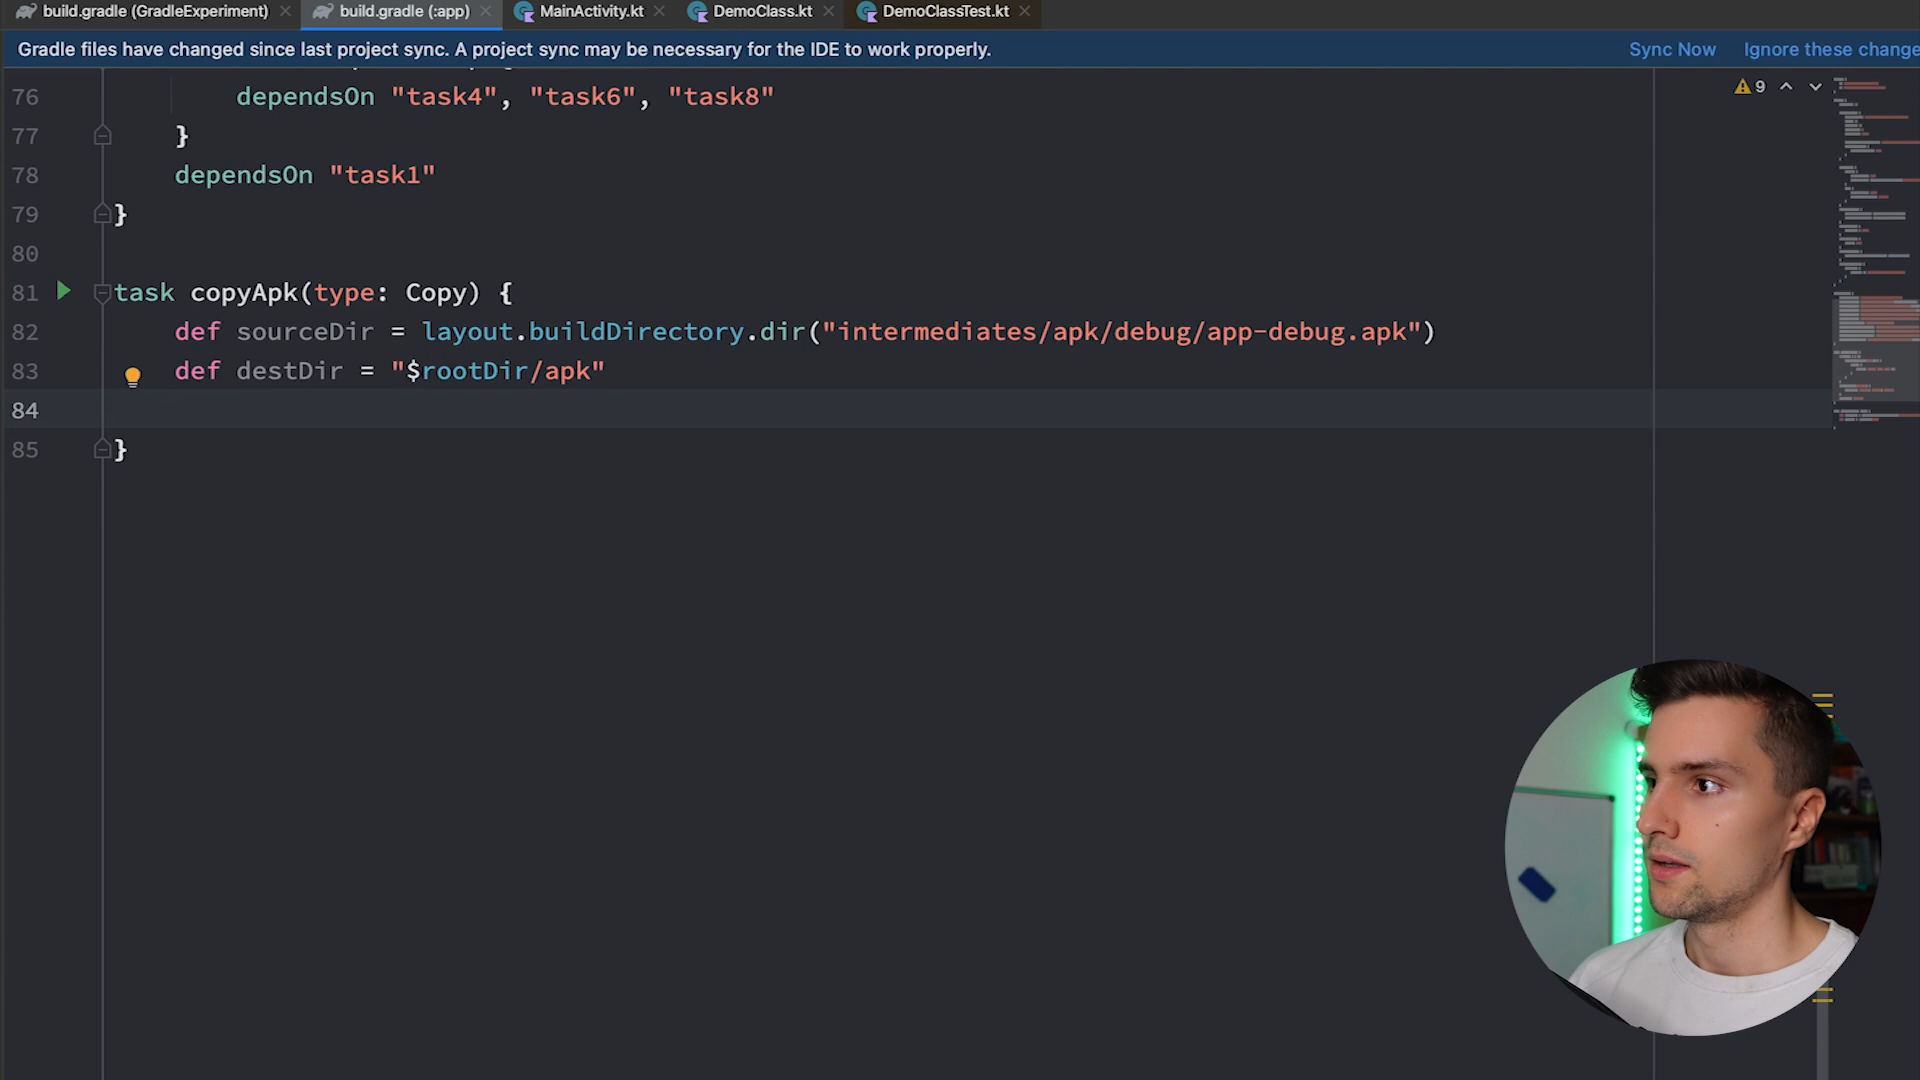 build.gradle (GradleExperiment) build.gradle (:app) MainActivity.kt DemoClass.kt DemoClassTest.kt
Gradle files have changed since last project sync. A project sync may be necessary for the IDE to work properly. Sync Now Ignore these change
76 dependsOn "task4", "task6", "task8" 9
77 }
78 dependsOn "task1"
79 }
80
81 task copyApk(type: Copy) {
82 def sourceDir = layout.buildDirectory.dir("intermediates/apk/debug/app-debug.apk")
83 def destDir = "$rootDir/apk"
84
85 }